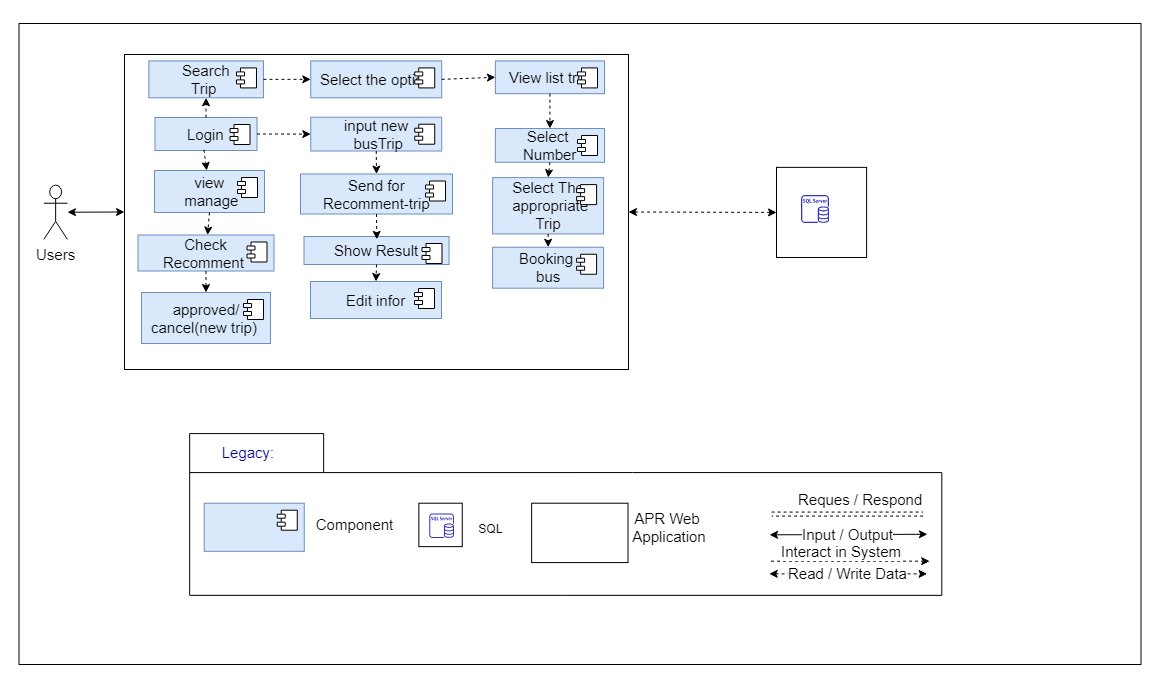 Search
Trip
Select the opti
View list tri
Login
input new
busTrip
Select
Number
view
manage
Send for
Recomment-trip
Select The
appropriate
Trip
SQL Server
Users
Check
Recomment
Show Result
Booking
bus
approved/
cancel(new trip)
Edit infor
Legacy:
Component
SQL Server
SQL
APR Web
Application
Reques / Respond
Input / Output
Interact in System
Read / Write Data